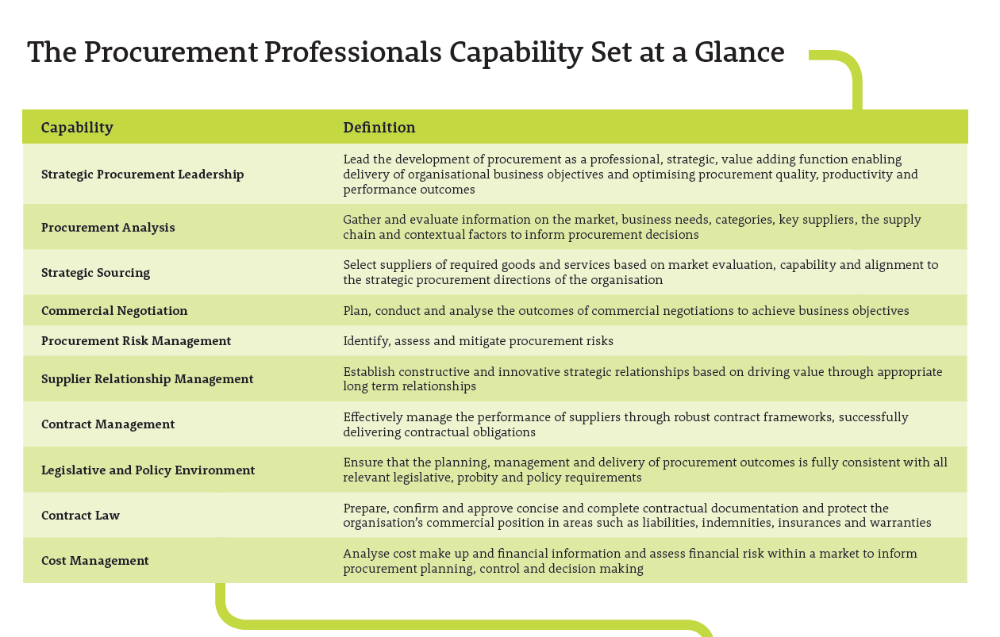 The Procurement Professionals Capability Set at a Glance
Capability
Definition
Strategic Procurement Leadership
Lead the development of procurement as a professional, strategic, value adding function enabling
delivery of organisational business objectives and optimising procurement quality, productivity and
performance outcomes
Procurement Analysis
Gather and evaluate information on the market, business needs, categories, key suppliers, the supply
chain and contextual factors to inform procurement decisions
Strategic Sourcing
Select suppliers of required goods and services based on market evaluation, capability and alignment to
the strategic procurement directions of the organisation
Commercial Negotiation
Plan, conduct and analyse the outcomes of commercial negotiations to achieve business objectives
Procurement Risk Management
Identify, assess and mitigate procurement risks
Supplier Relationship Management
Establish constructive and innovative strategic relationships based on driving value through appropriate
long term relationships
Contract Management
Effectively manage the performance of suppliers through robust contract frameworks, successfully
delivering contractual obligations
Legislative and Policy Environment
Ensure that the planning, management and delivery of procurement outcomes is fully consistent with all
relevant legislative, probity and policy requirements
Contract Law
Prepare, confirm and approve concise and complete contractual documentation and protect the
organisation’s commercial position in areas such as liabilities, indemnities, insurances and warranties
Cost Management
Analyse cost make up and financial information and assess financial risk within a market to inform
procurement planning, control and decision making